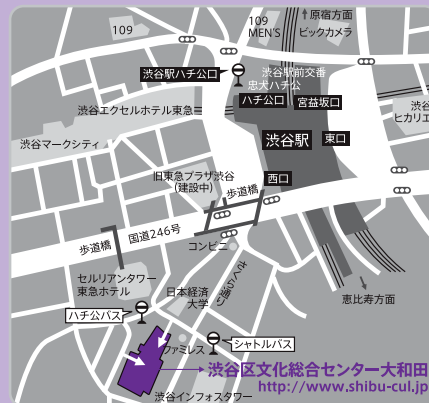 109
109
MEN'S
↑原宿方面
ビックカメラ
渋谷駅ハチ公口
渋谷駅前交番
忠犬ハチ公
ハチ公口
宮益坂口
渋谷エクセルホテル東急
渋谷
ヒカリエ
渋谷マークシティ
渋谷駅
東口
旧東急プラザ渋谷
(建設中)
西口
歩道橋
国道246号
歩道橋
コンビニ
さくら通り
セルリアンタワー
東急ホテル
日本経済
大学
恵比寿方面
ハチ公バス
シャトルバス
ファミレス
渋谷区文化総合センター大和田
http://www.shibu-cul.jp
渋谷インフォスタワー